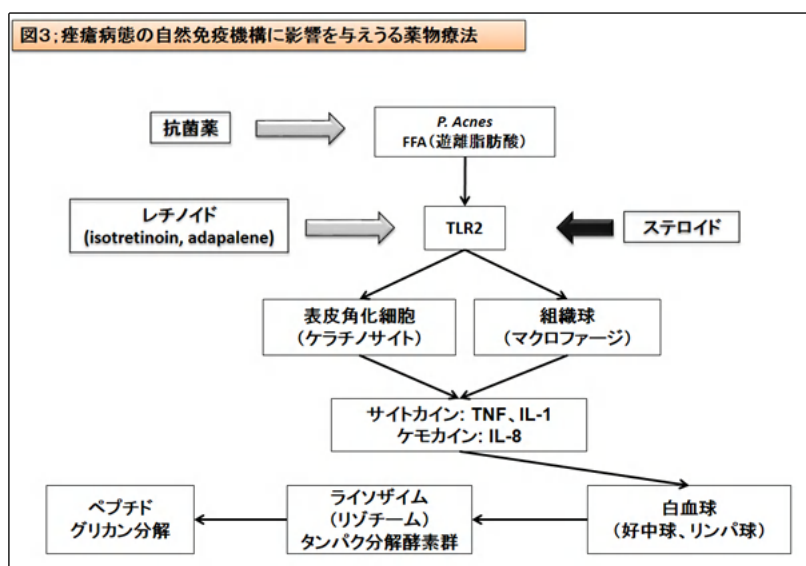 図3;痤瘡病態の自然免疫機構に影響を与えうる薬物療法
抗菌薬
P. Acnes
FFA(遊離脂肪酸)
レチノイド
(isotretinoin, adapalene)
TLR2
ステロイド
表皮角化細胞
(ケラチノサイト)
組織球
(マクロファージ)
サイトカイン: TNF、IL-1
ケモカイン: IL-8
ペプチド
グリカン分解
ライソザイム
(リゾチーム)
タンパク分解酵素群
白血球
(好中球、リンパ球)